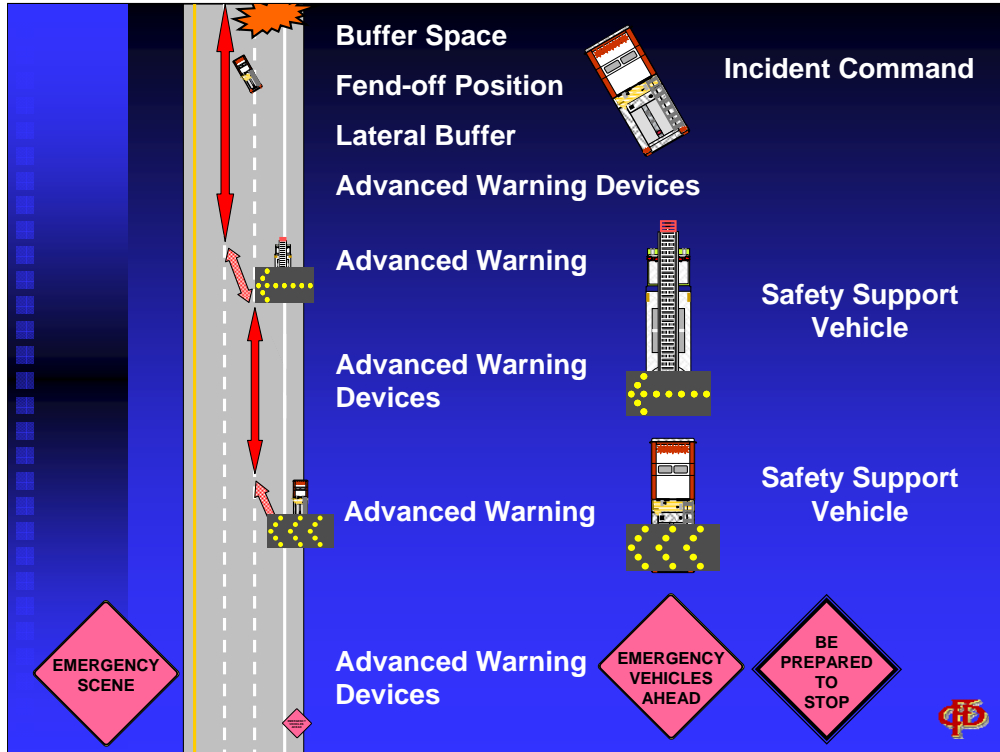 Buffer Space
Fend-off Position
Incident Command
Lateral Buffer
Advanced Warning Devices
Advanced Warning
Safety Support
Vehicle
Advanced Warning
Devices
Advanced Warning
Safety Support
Vehicle
EMERGENCY
SCENE
Advanced Warning
Devices
EMERGENCY
VEHICLES
AHEAD
BE
PREPARED
TO
STOP